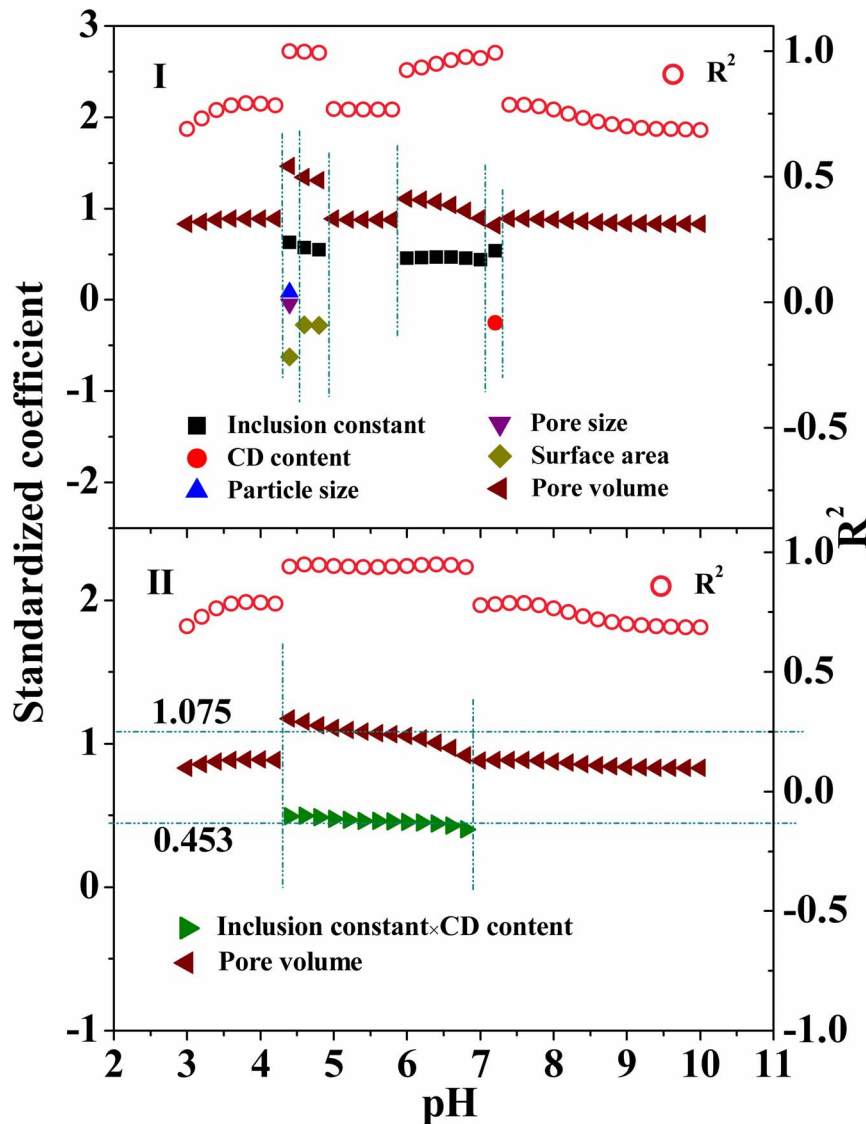 3
2
1
0
-1
-2
1.0
0.5
0.0
-0.5
I
R²
Inclusion constant
CD content
Particle size
Pore size
Surface area
Pore volume
Standardized coefficient
R²
2
1
0
-1
1.0
0.5
0.0
-0.5
-1.0
II
R²
1.075
0.453
Inclusion constant×CD content
Pore volume
2 3 4 5 6 7 8 9 10 11
pH